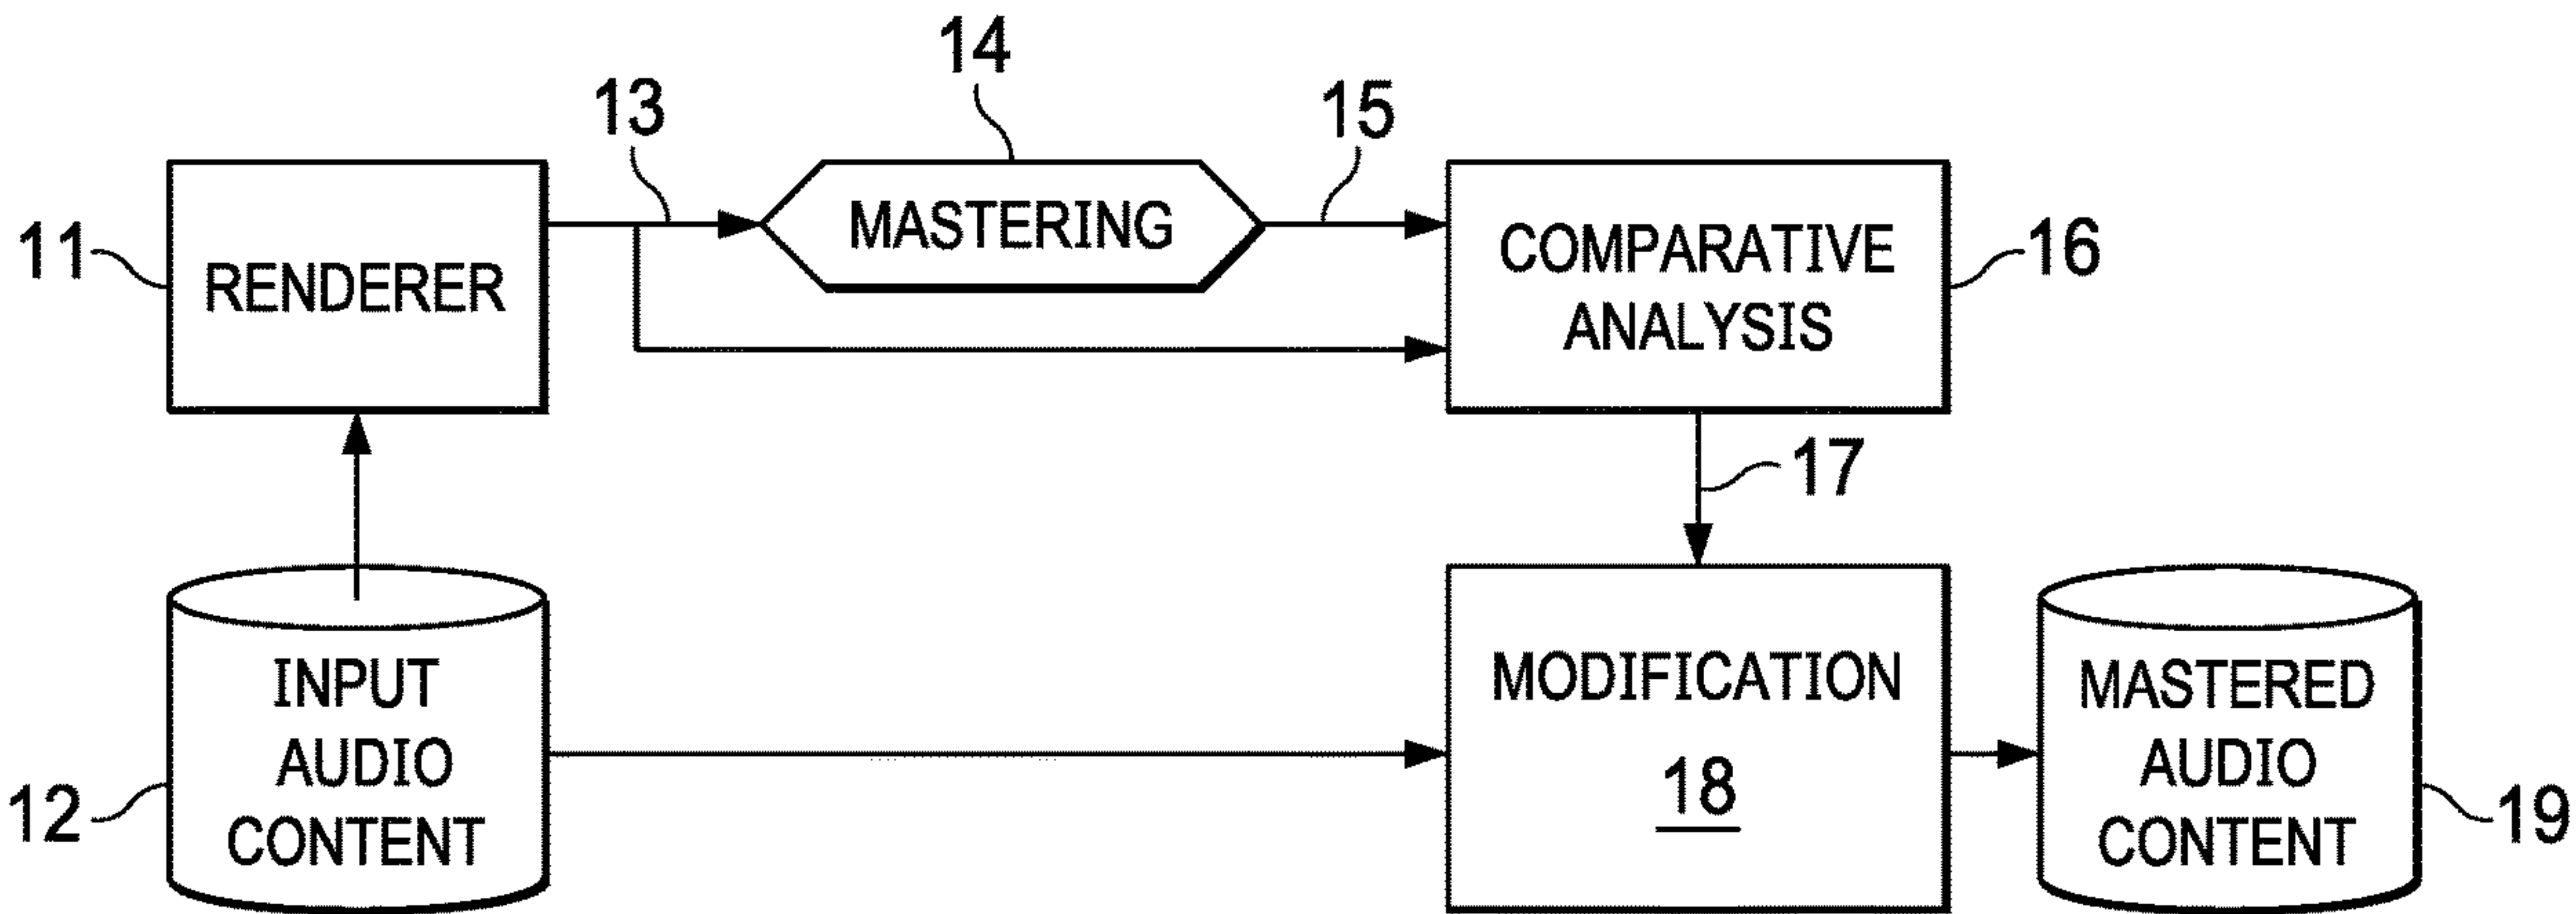 14
13
15
MASTERING
11
RENDERER
COMPARATIVE
ANALYSIS
16
17
12
INPUT
AUDIO
CONTENT
MODIFICATION
18
MASTERED
AUDIO
CONTENT
19